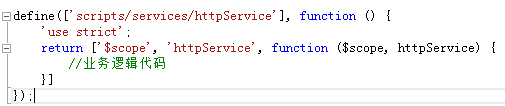 define(['scripts/services/httpService'], function () {
    'use strict';
    return ['$scope', 'httpService', function ($scope, httpService) {
        //业务逻辑代码
    }]
});